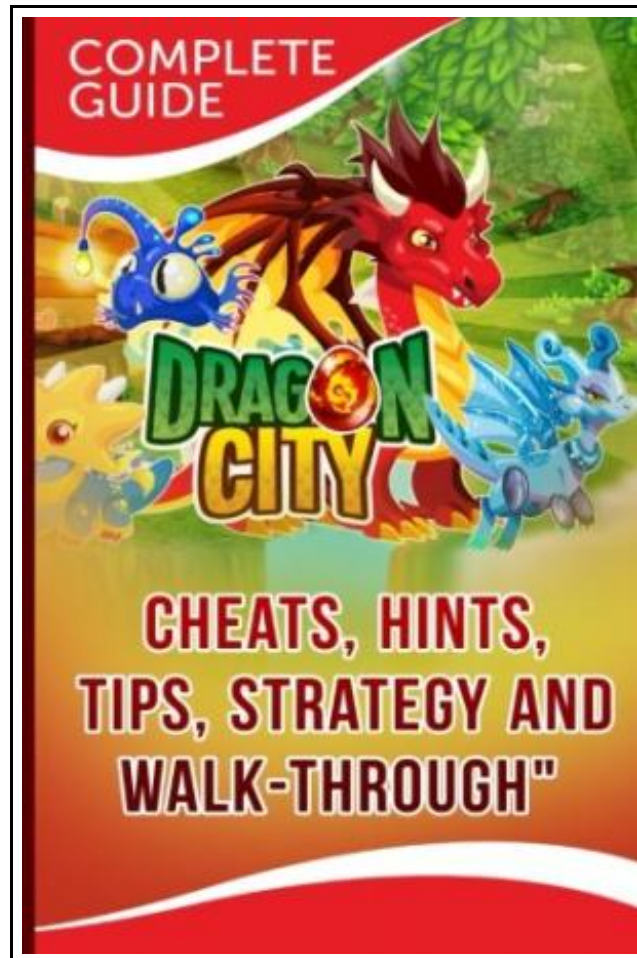 COMPLETE
GUIDE
DRAGON
CITY
CHEATS, HINTS,
TIPS, STRATEGY AND
WALK-THROUGH"